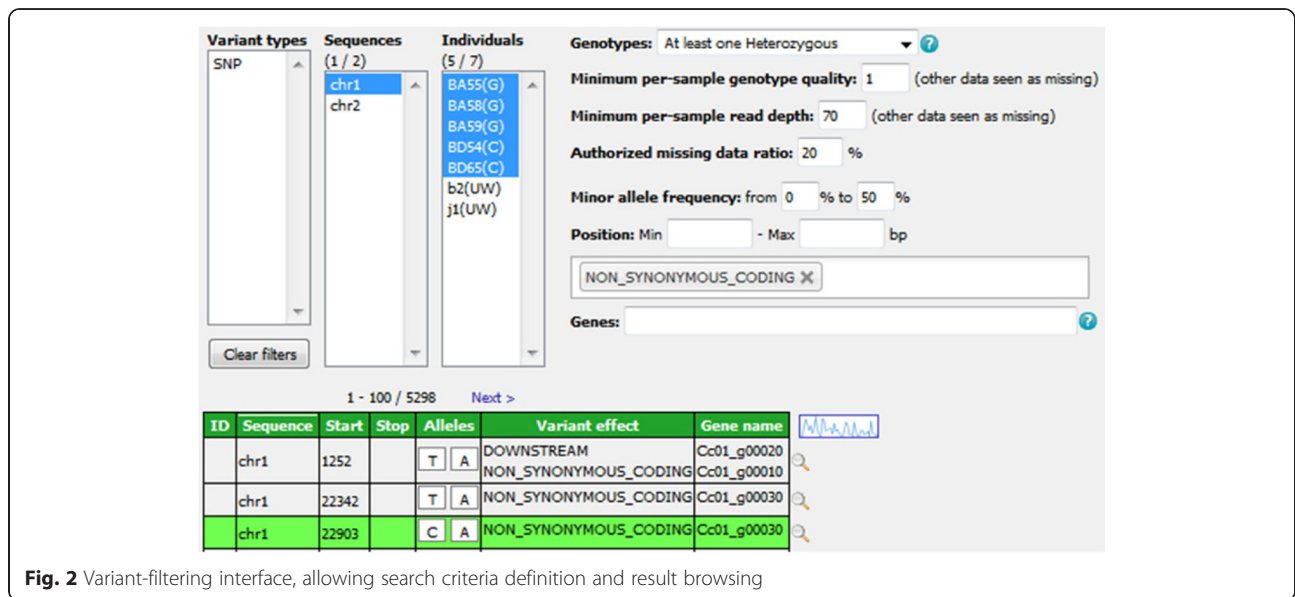 Variant types
SNP
Clear filters
Sequences
(1 / 2)
chr1
chr2
Individuals
(5 / 7)
BA55(G)
BA58(G)
BA59(G)
BD54(C)
BD65(C)
b2(UW)
j1(UW)
Genotypes: At least one Heterozygous ?
Minimum per-sample genotype quality: 1 (other data seen as missing)
Minimum per-sample read depth: 70 (other data seen as missing)
Authorized missing data ratio: 20 %
Minor allele frequency: from 0 % to 50 %
Position: Min - Max bp
NON_SYNONYMOUS_CODING ✕
Genes: ?
1 - 100 / 5298 Next >
ID Sequence Start Stop Alleles Variant effect Gene name
chr1 1252 T A DOWNSTREAM Cc01_g00020
NON_SYNONYMOUS_CODING Cc01_g00010
chr1 22342 T A NON_SYNONYMOUS_CODING Cc01_g00030
chr1 22903 C A NON_SYNONYMOUS_CODING Cc01_g00030
Fig. 2 Variant-filtering interface, allowing search criteria definition and result browsing